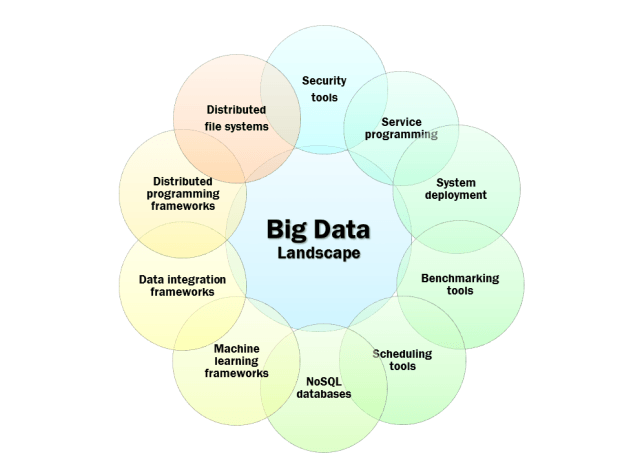 Security
tools
Service
programming
System
deployment
Benchmarking
tools
Scheduling
tools
NoSQL
databases
Machine
learning
frameworks
Data integration
frameworks
Distributed
programming
frameworks
Distributed
file systems
Big Data
Landscape